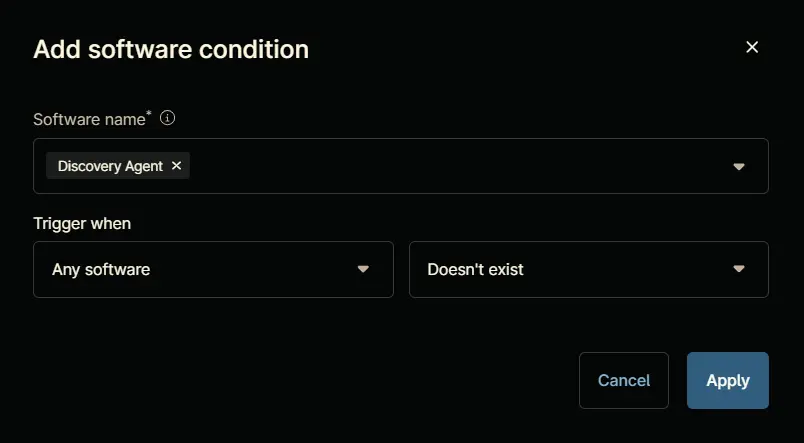 Add software condition
Software name*
Discovery Agent
Trigger when
Any software
Doesn't exist
Cancel
Apply